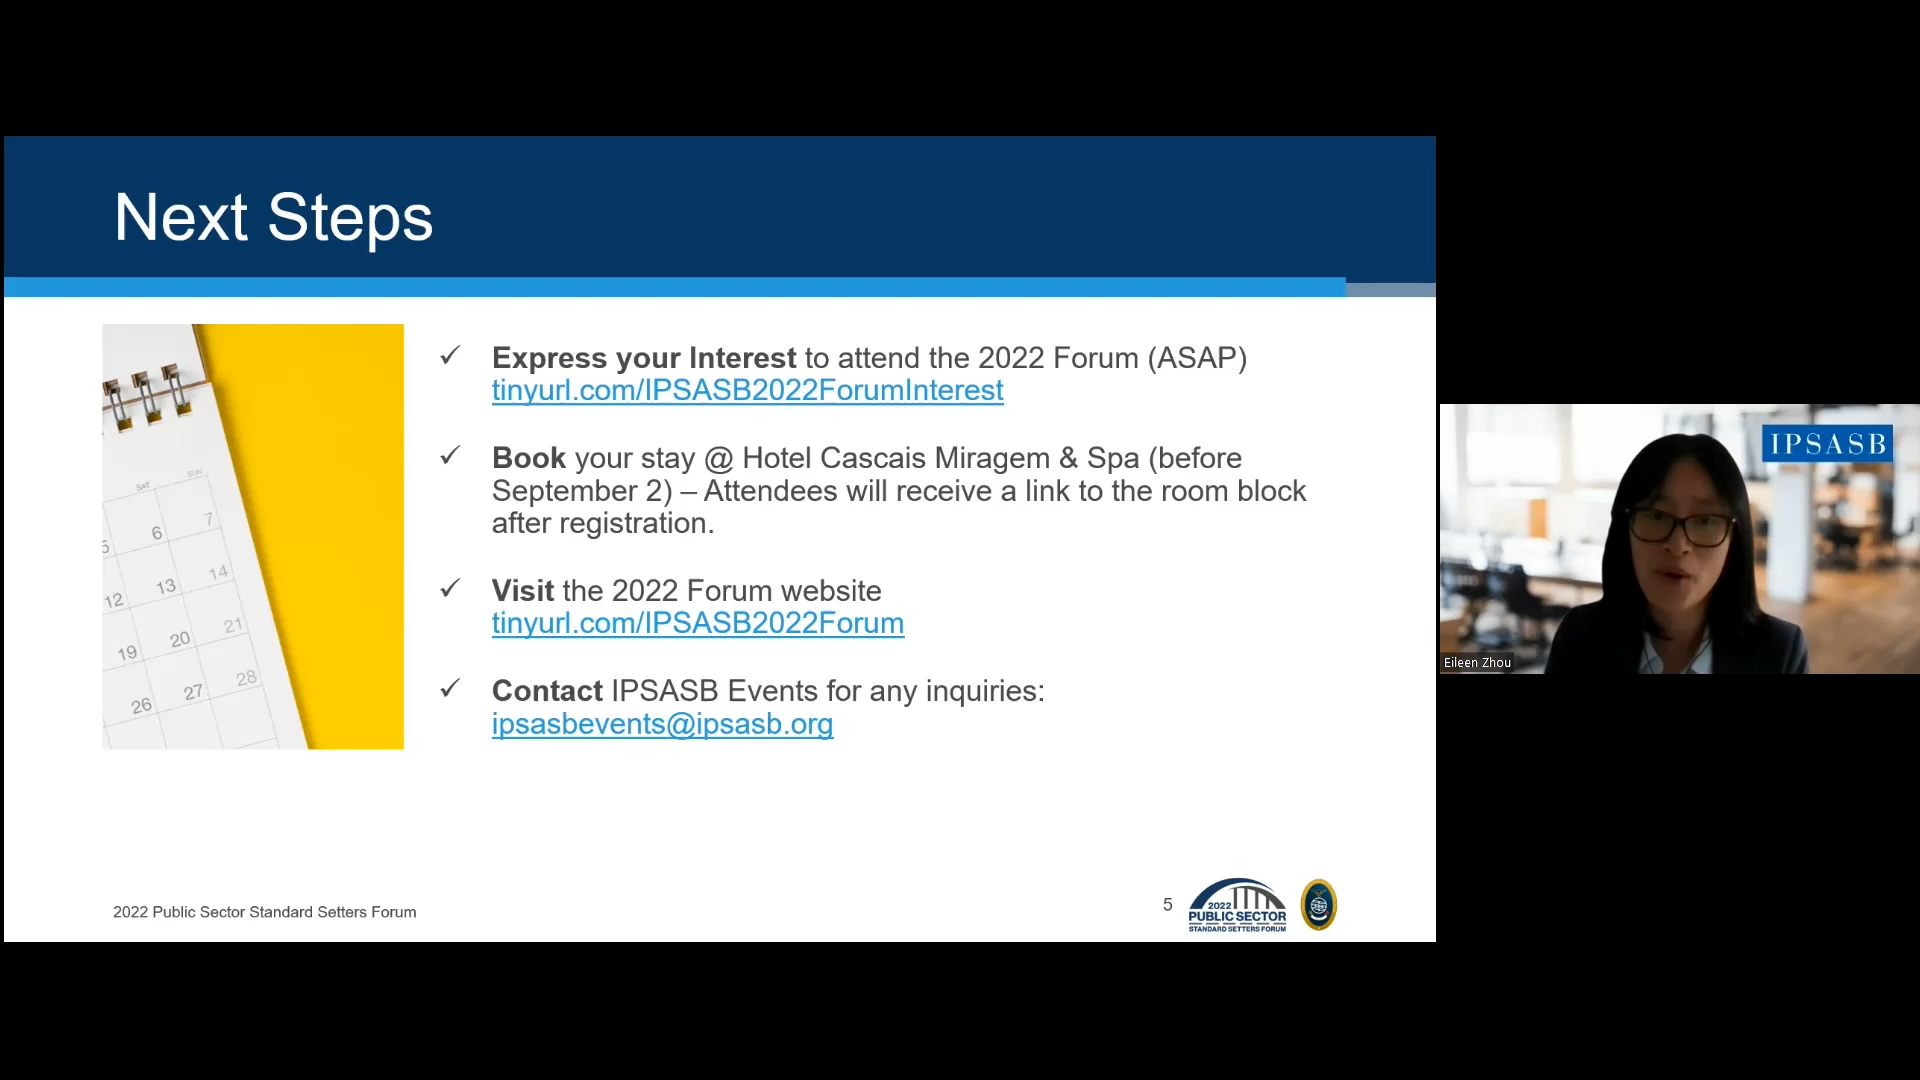 Next Steps
✓ Express your Interest to attend the 2022 Forum (ASAP)
tinyurl.com/IPSASB2022ForumInterest
✓ Book your stay @ Hotel Cascais Miragem & Spa (before
September 2) – Attendees will receive a link to the room block
after registration.
✓ Visit the 2022 Forum website
tinyurl.com/IPSASB2022Forum
✓ Contact IPSASB Events for any inquiries:
ipsasbevents@ipsasb.org
SAT SUN
5 6 7
12 13 14
19 20 21
26 27 28
2022 Public Sector Standard Setters Forum
5
2022
PUBLIC SECTOR
STANDARD SETTERS FORUM
IPSASB
Eileen Zhou